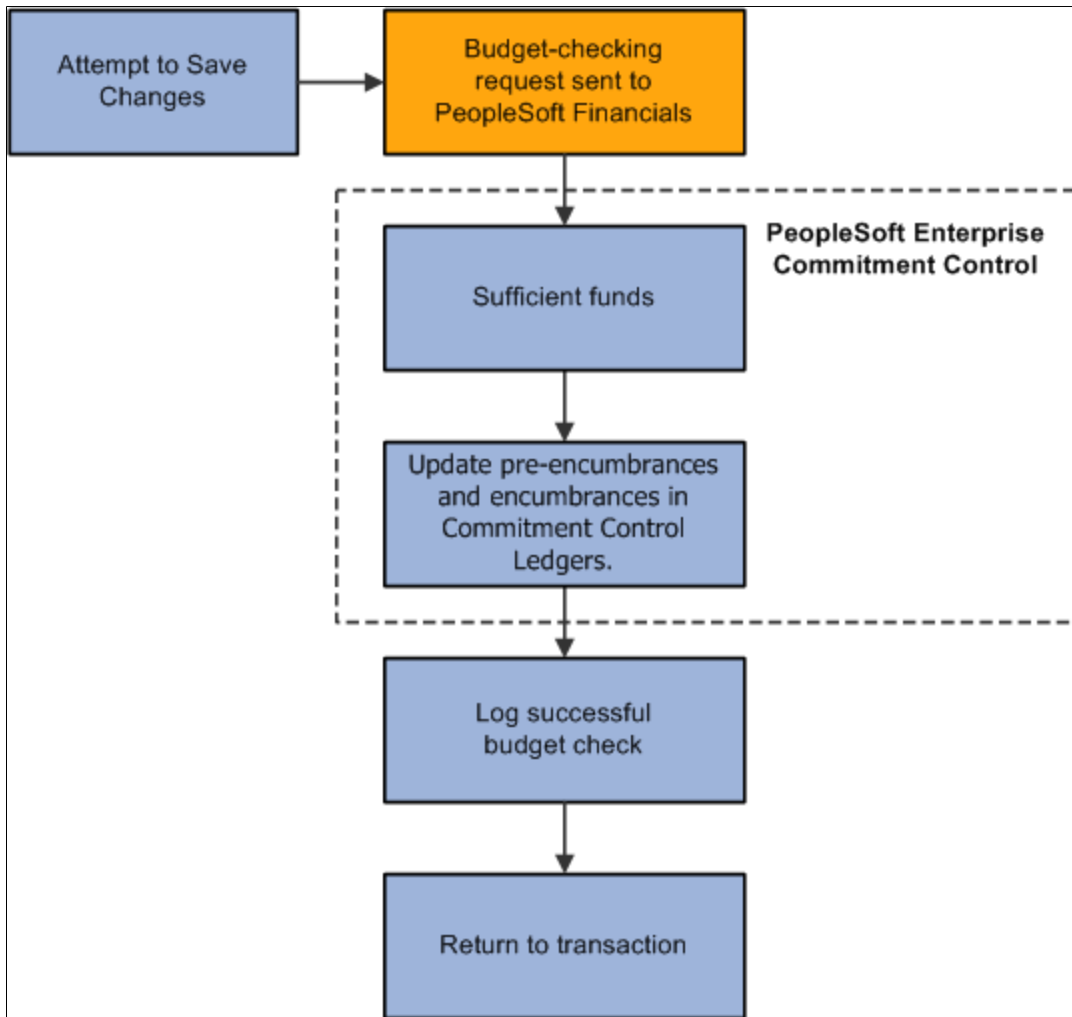 Attempt to Save
Changes
Budget-checking
request sent to
PeopleSoft Financials
PeopleSoft Enterprise
Commitment Control
Sufficient funds
Update pre-encumbrances
and encumbrances in
Commitment Control
Ledgers.
Log successful
budget check
Return to transaction